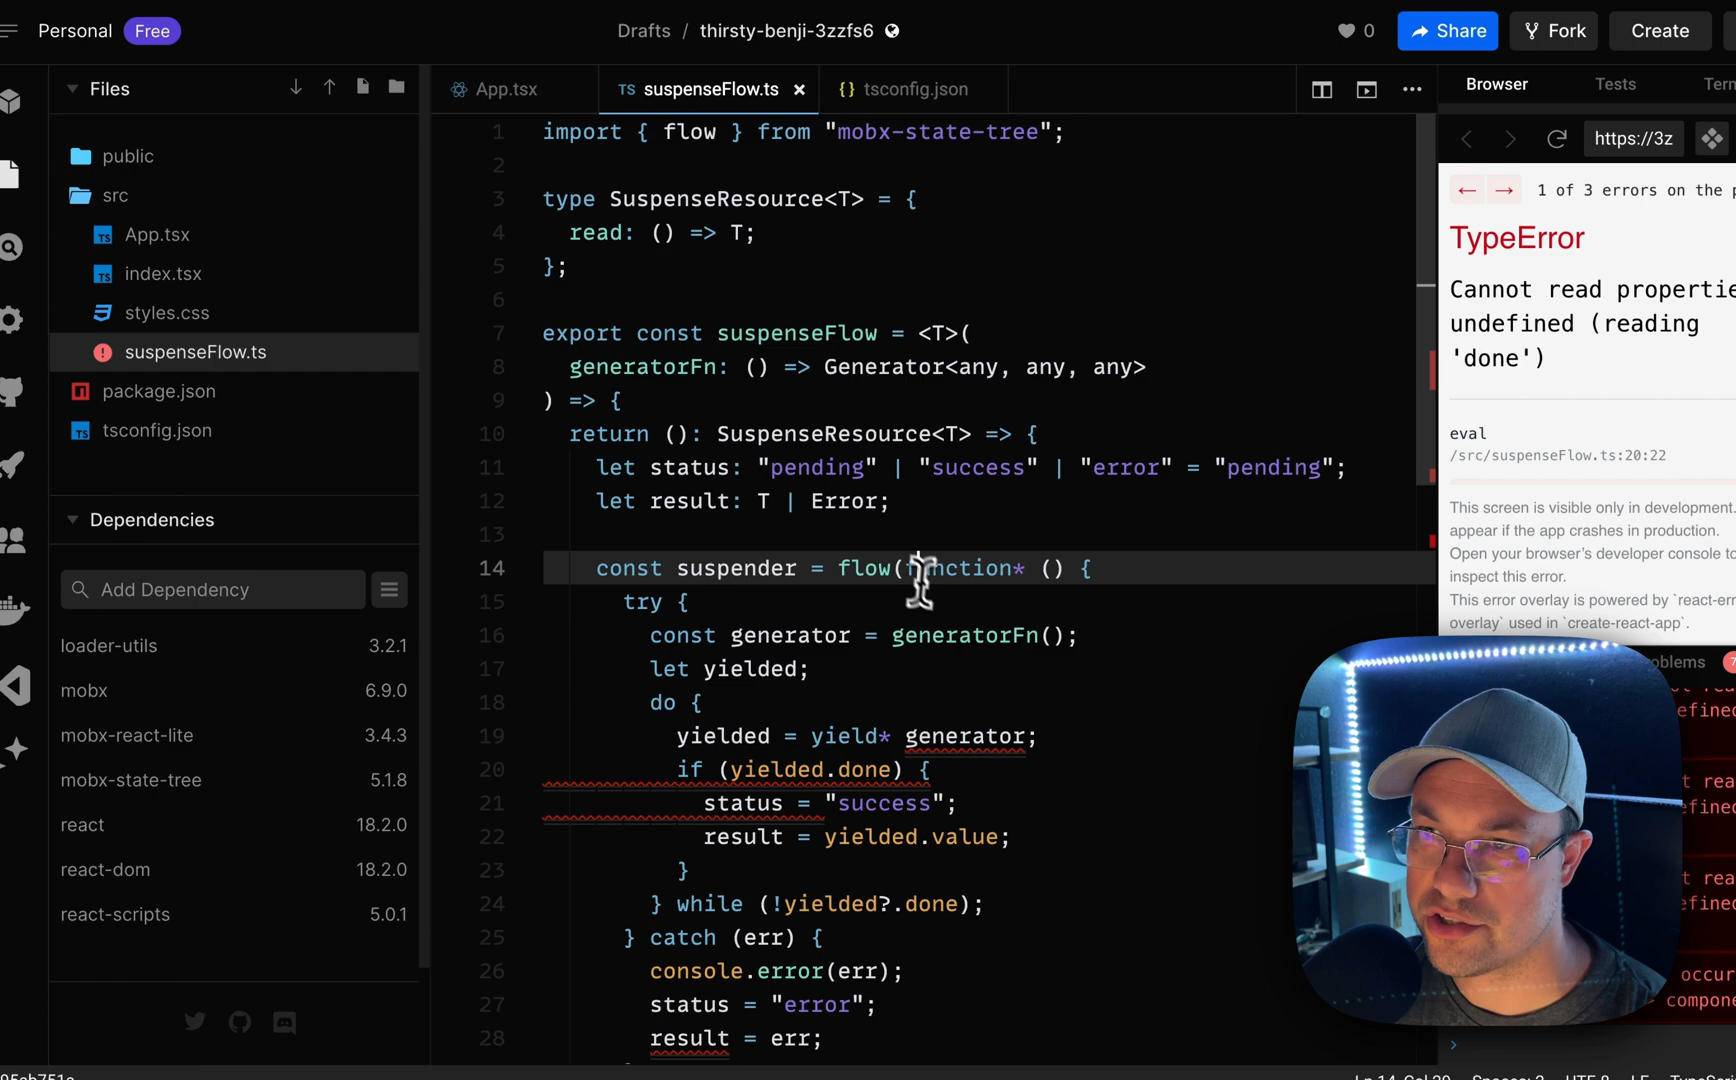 Personal Free
Drafts / thirsty-benji-3zzfs6
0 Share Fork Create
Files
App.tsx
TS suspenseFlow.ts ×
{} tsconfig.json
Browser Tests
public
src
TS App.tsx
TS index.tsx
styles.css
suspenseFlow.ts
package.json
TS tsconfig.json
Dependencies
Add Dependency
loader-utils 3.2.1
mobx 6.9.0
mobx-react-lite 3.4.3
mobx-state-tree 5.1.8
react 18.2.0
react-dom 18.2.0
react-scripts 5.0.1
1 import { flow } from "mobx-state-tree";
2
3 type SuspenseResource<T> = {
4 read: () => T;
5 };
6
7 export const suspenseFlow = <T>(
8 generatorFn: () => Generator<any, any, any>
9 ) => {
10 return (): SuspenseResource<T> => {
11 let status: "pending" | "success" | "error" = "pending";
12 let result: T | Error;
13
14 const suspender = flow(function* () {
15 try {
16 const generator = generatorFn();
17 let yielded;
18 do {
19 yielded = yield* generator;
20 if (yielded.done) {
21 status = "success";
22 result = yielded.value;
23 }
24 } while (!yielded?.done);
25 } catch (err) {
26 console.error(err);
27 status = "error";
28 result = err;
https://3z
← → 1 of 3 errors on the
TypeError
Cannot read
undefined (reading
'done')
eval
/src/suspenseFlow.ts:20:22
This screen is visible only in development.
appear if the app crashes in production.
Open your browser's developer console
inspect this error.
This error overlay is powered by
overlay` used in `create-react-app`.